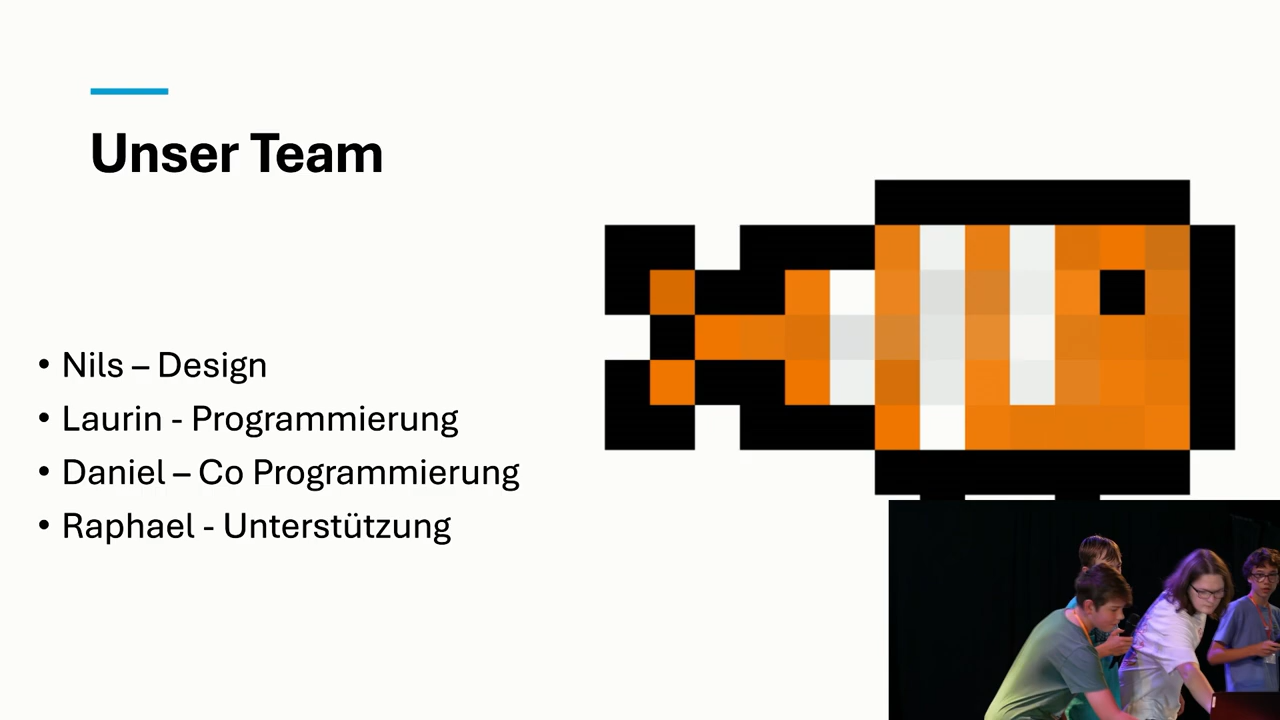 Unser Team
• Nils – Design
• Laurin - Programmierung
• Daniel – Co Programmierung
• Raphael - Unterstützung